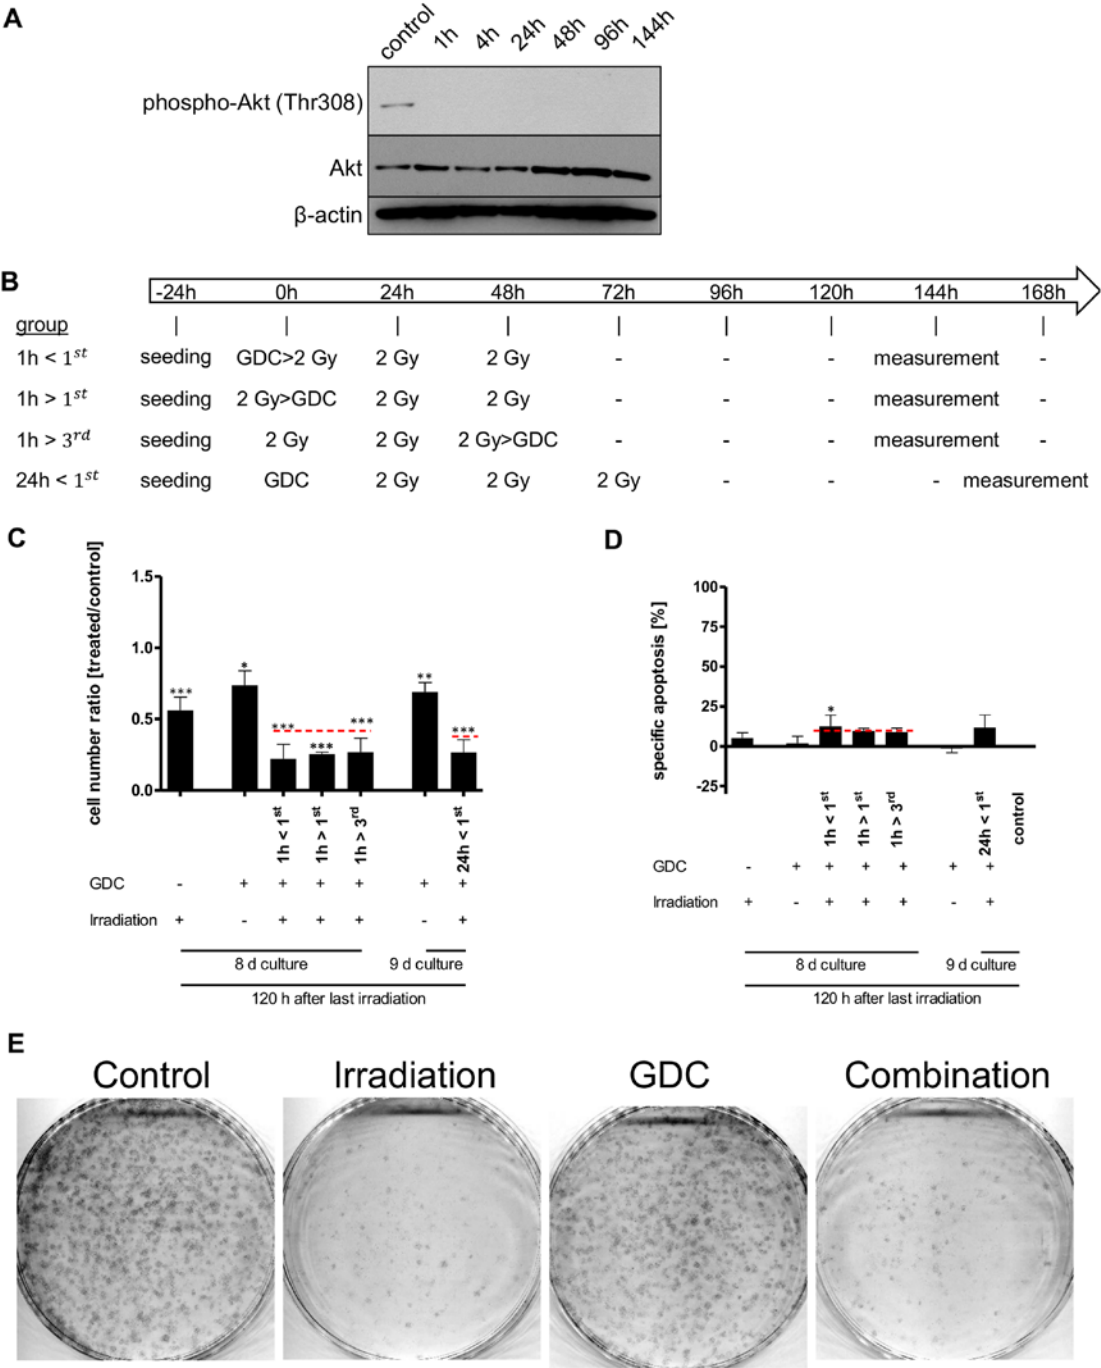 A
control 1h 4h 24h 48h 96h 144h
phospho-Akt (Thr308)
Akt
β-actin
B
-24h 0h 24h 48h 72h 96h 120h 144h 168h
group
1h < 1st seeding GDC>2 Gy 2 Gy 2 Gy - - - measurement -
1h > 1st seeding 2 Gy>GDC 2 Gy 2 Gy - - - measurement -
1h > 3rd seeding 2 Gy 2 Gy 2 Gy>GDC - - - measurement -
24h < 1st seeding GDC 2 Gy 2 Gy 2 Gy - - - measurement
C
cell number ratio [treated/control]
1.5
1.0
0.5
0.0
*** * *** *** *** ** ***
1h < 1st 1h > 1st 1h > 3rd 24h < 1st
GDC - + + + + + +
Irradiation + - + + + - +
8 d culture 9 d culture
120 h after last irradiation
D
specific apoptosis [%]
100
75
50
25
0
-25
*
1h < 1st 1h > 1st 1h > 3rd 24h < 1st control
GDC - + + + + + +
Irradiation + - + + + - +
8 d culture 9 d culture
120 h after last irradiation
E
Control Irradiation GDC Combination